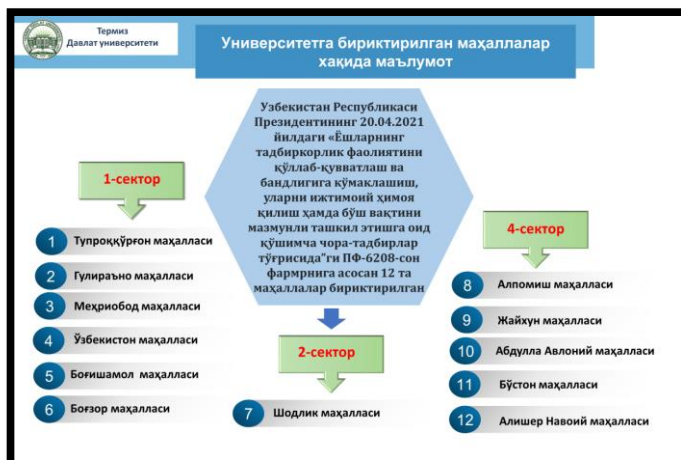 Термиз
Давлат университети
Университетга бириктирилган маҳаллалар
хақида маълумот
Узбекистан Республикаси
Президентининг 20.04.2021
йилдаги «Ёшларнинг
тадбиркорлик фаолиятини
қўллаб-қувватлаш ва
бандлигига кўмаклашиш,
уларни ижтимоий ҳимоя
қилиш ҳамда бўш вақтини
мазмунли ташкил этишга оид
қўшимча чора-тадбирлар
тўғрисида"ги ПФ-6208-сон
фармрнига асосан 12 та
маҳаллалар бириктирилган
1-сектор
1 Тупроққўрғон маҳалласи
2 Гулираъно маҳалласи
3 Меҳриобод маҳалласи
4 Ўзбекистон маҳалласи
5 Боғишамол маҳалласи
6 Боғзор маҳалласи
2-сектор
7 Шодлик маҳалласи
4-сектор
8 Алпомиш маҳалласи
9 Жайхун маҳалласи
10 Абдулла Авлоний маҳалласи
11 Бўстон маҳалласи
12 Алишер Навоий маҳалласи